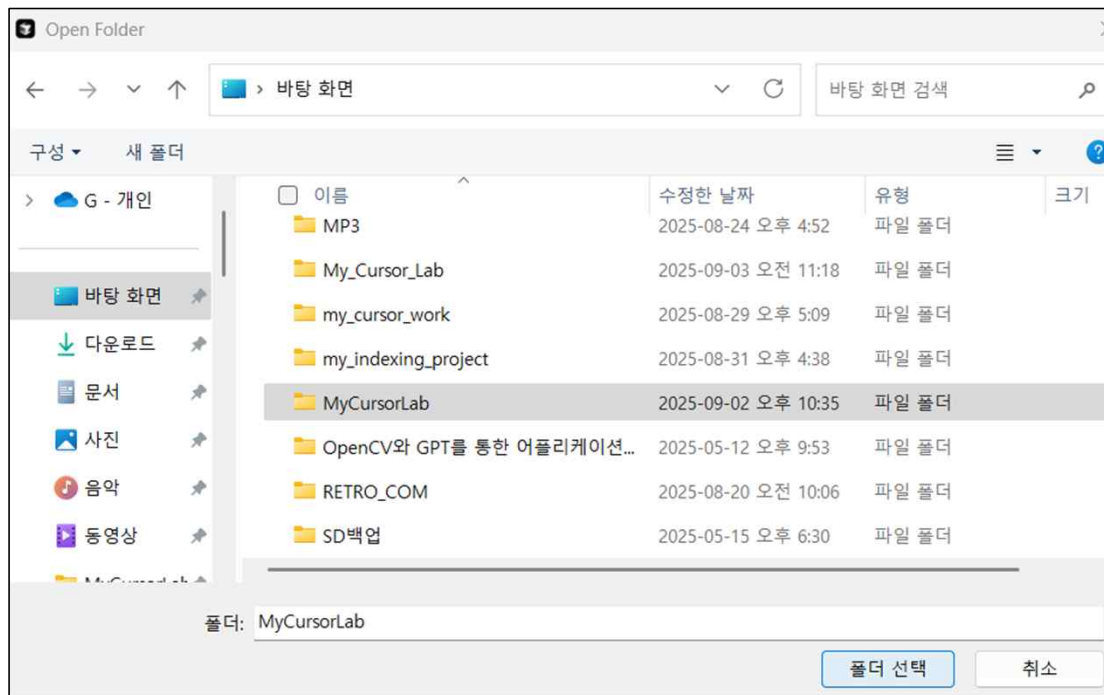 Open Folder
바탕 화면
바탕 화면 검색
구성
새 폴더
G - 개인
바탕 화면
다운로드
문서
사진
음악
동영상
MyCursorLab
이름 수정한 날짜 유형 크기
MP3 2025-08-24 오후 4:52 파일 폴더
My_Cursor_Lab 2025-09-03 오전 11:18 파일 폴더
my_cursor_work 2025-08-29 오후 5:09 파일 폴더
my_indexing_project 2025-08-31 오후 4:38 파일 폴더
MyCursorLab 2025-09-02 오후 10:35 파일 폴더
OpenCV와 GPT를 통한 어플리케이션... 2025-05-12 오후 9:53 파일 폴더
RETRO_COM 2025-08-20 오전 10:06 파일 폴더
SD백업 2025-05-15 오후 6:30 파일 폴더
폴더: MyCursorLab
폴더 선택
취소